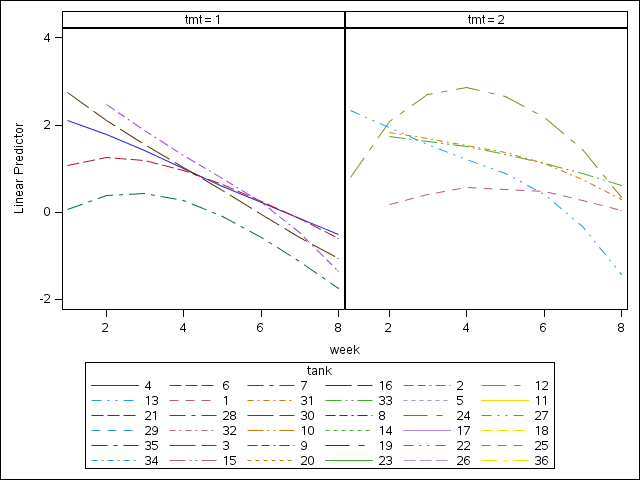 tmt = 1 tmt = 2
4
2
0
-2
Linear Predictor
2 4 6 8 2 4 6 8
week
tank
4 6 7 16 2 12
13 1 31 33 5 11
21 28 30 8 24 27
29 32 10 14 17 18
35 3 9 19 22 25
34 15 20 23 26 36